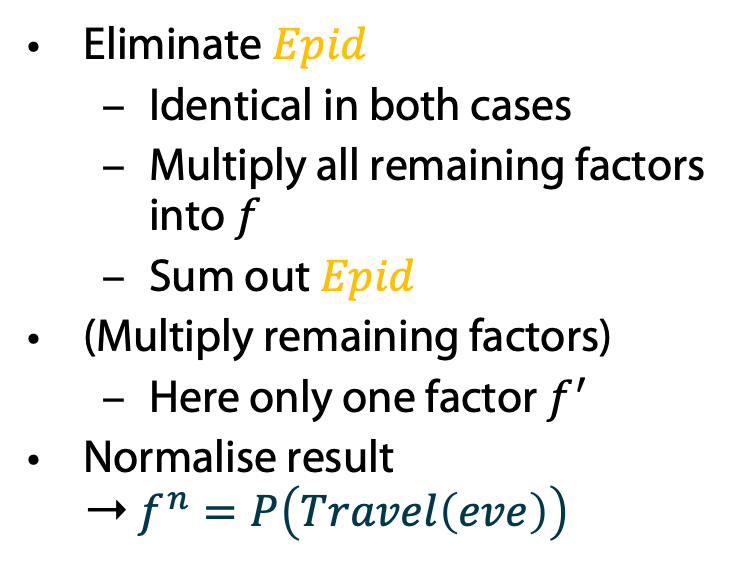 • Eliminate Epid
– Identical in both cases
– Multiply all remaining factors
into f
– Sum out Epid
• (Multiply remaining factors)
– Here only one factor f′
• Normalise result
→ fⁿ = P(Travel(eve))